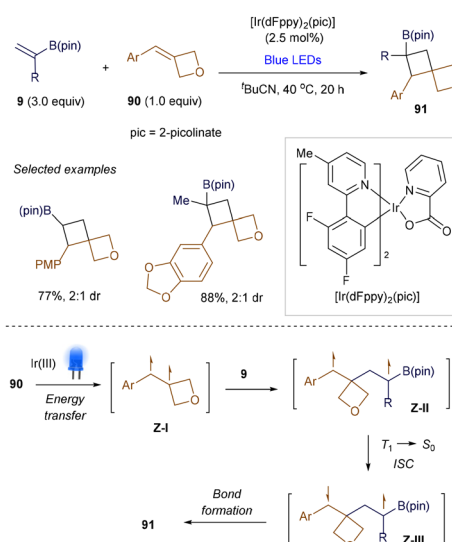 [Ir(dFppy)₂(pic)]
(2.5 mol%)
Blue LEDs
ᵗBuCN, 40 °C, 20 h
B(pin)
R
9 (3.0 equiv)
+
Ar
O
90 (1.0 equiv)
B(pin)
R
Ar
91
pic = 2-picolinate
Selected examples
(pin)B
O
PMP
77%, 2:1 dr
B(pin)
Me
O
O
O
88%, 2:1 dr
Me
N
N
Ir
F
O
O
F
2
[Ir(dFppy)₂(pic)]
90
Ir(III)
Energy
transfer
Ar
O
Z-I
9
Ar
B(pin)
O
R
Z-II
T₁ → S₀
ISC
Ar
B(pin)
O
R
Z-III
Bond
formation
91